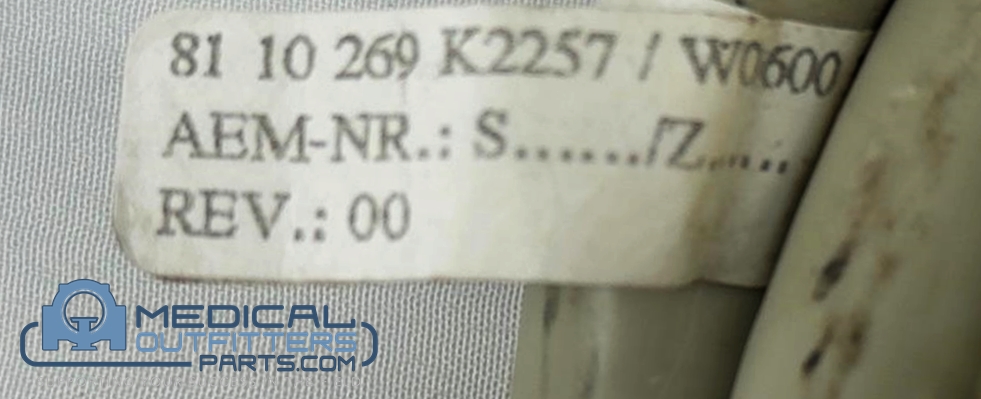 81 10 269 K2257 / W0600
AEM-NR.: S....../Z......
REV.: 00
MEDICAL
OUTFITTERS
PARTS.COM